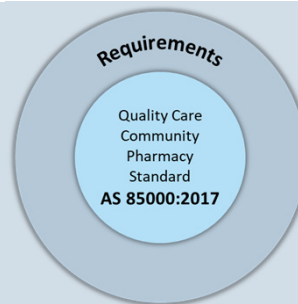 Requirements
Quality Care
Community
Pharmacy
Standard
AS 85000:2017